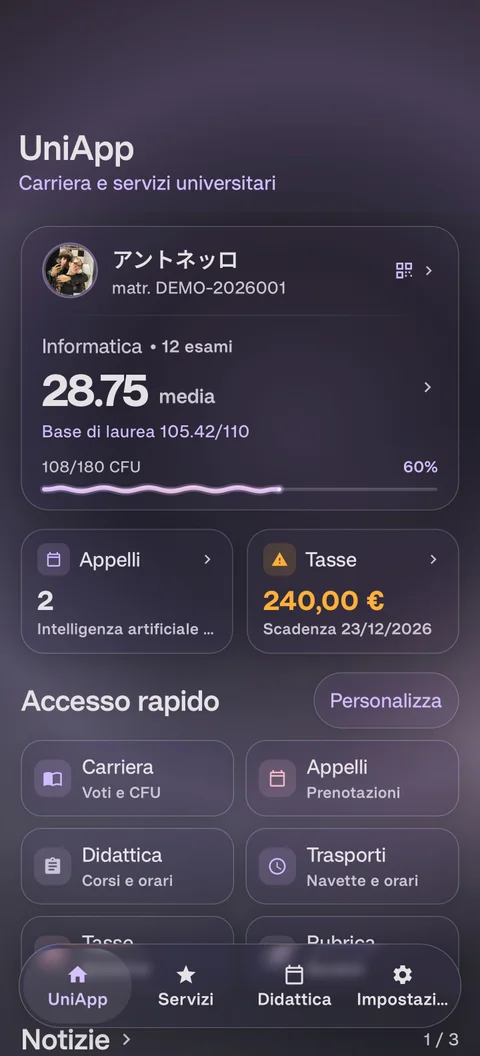 UniApp
Carriera e servizi universitari
アントネッロ
matr. DEMO-2026001
Informatica • 12 esami
28.75 media
Base di laurea 105.42/110
108/180 CFU 60%
Appelli
2
Intelligenza artificiale ...
Tasse
240,00 €
Scadenza 23/12/2026
Accesso rapido
Personalizza
Carriera
Voti e CFU
Appelli
Prenotazioni
Didattica
Corsi e orari
Trasporti
Navette e orari
Tasse
Rubrica
UniApp
Servizi
Didattica
Impostazi...
Notizie
1 / 3